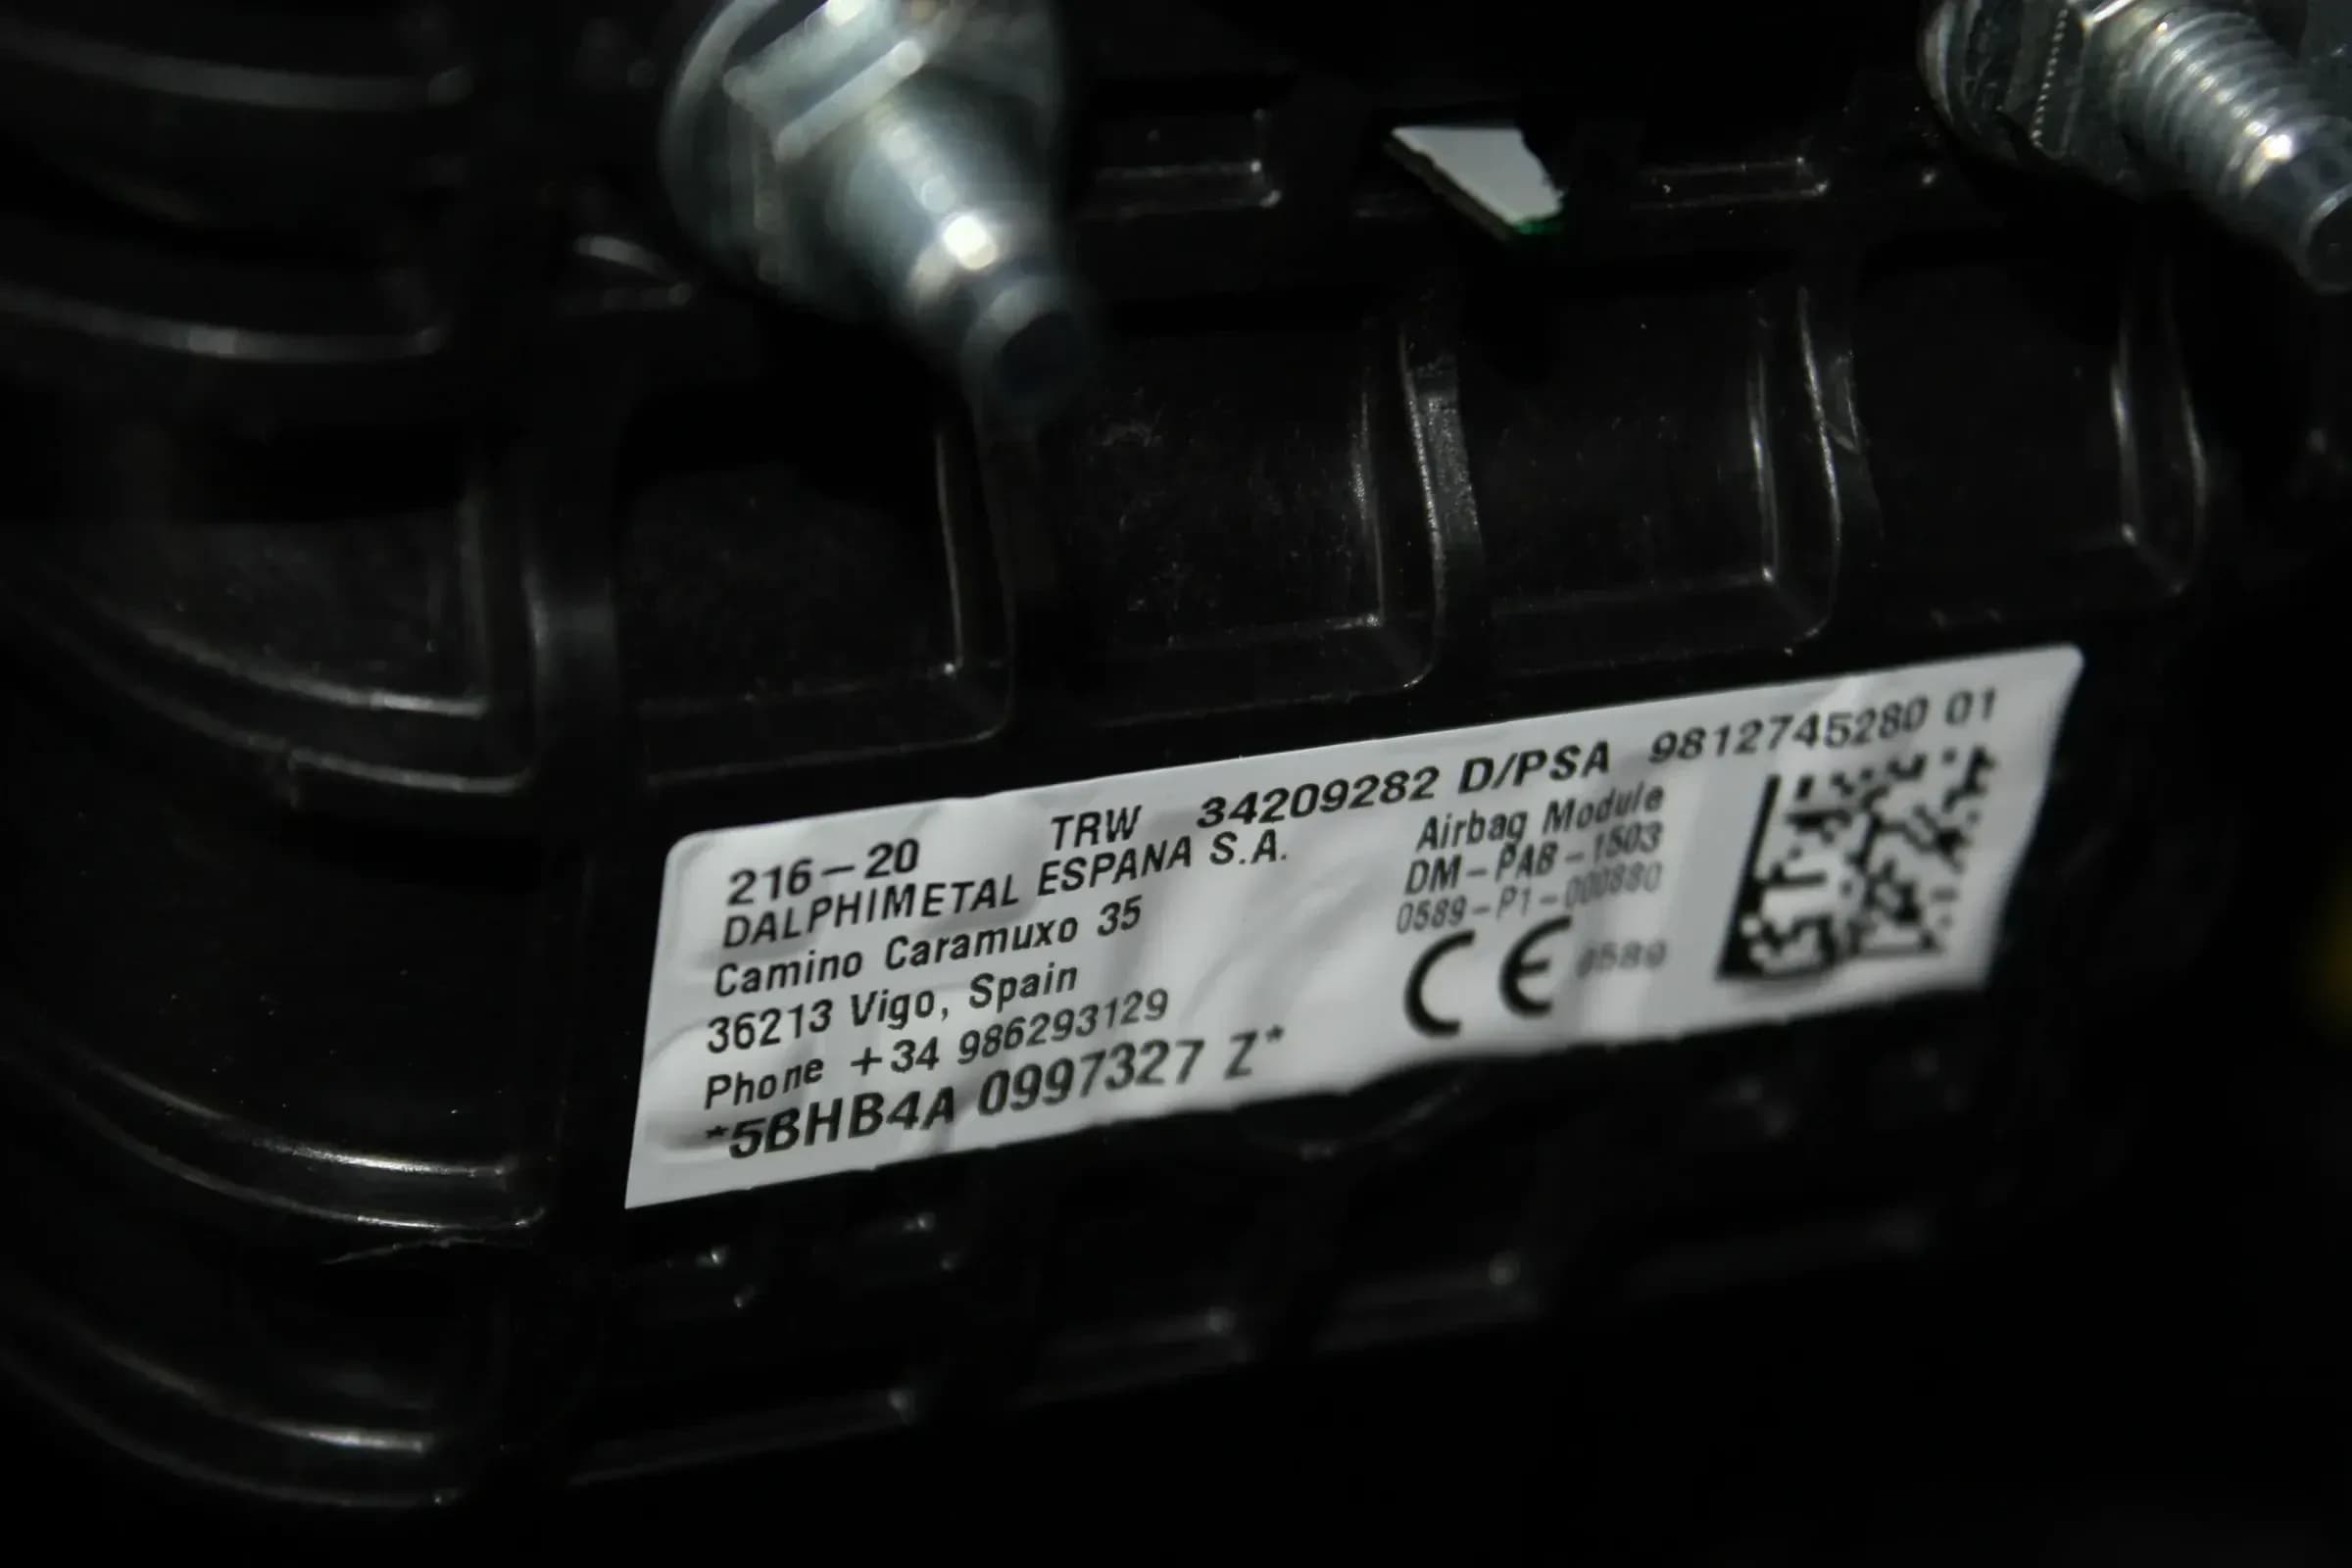 216-20 TRW 34209282 D/PSA 9812745280 01
DALPHIMETAL ESPANA S.A.
Camino Caramuxo 35
36213 Vigo, Spain
Phone +34 986293129
*5BHB4A 0997327 Z*
Airbag Module
DM-PAB-1503
0589-P1-000880
CE 0589